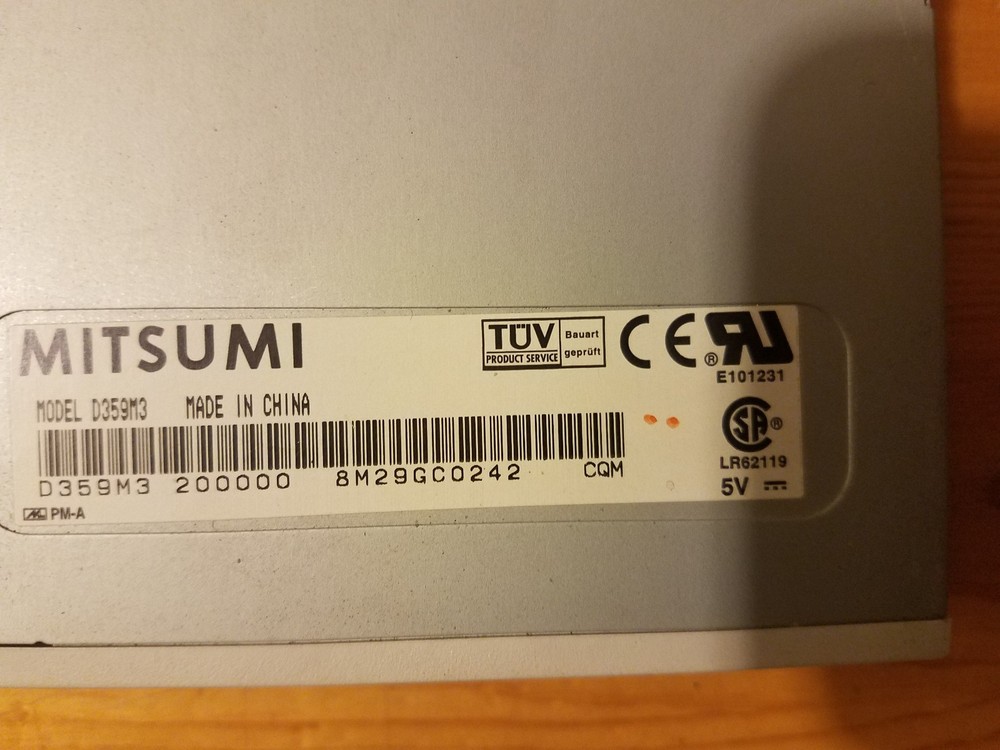 MITSUMI
TÜV
PRODUCT SERVICE
Bauart
geprüft
CE
®
E101231
MODEL D359M3 MADE IN CHINA
D359M3 200000 8M29GC0242 CQM
SA ®
LR62119
5V
PM-A